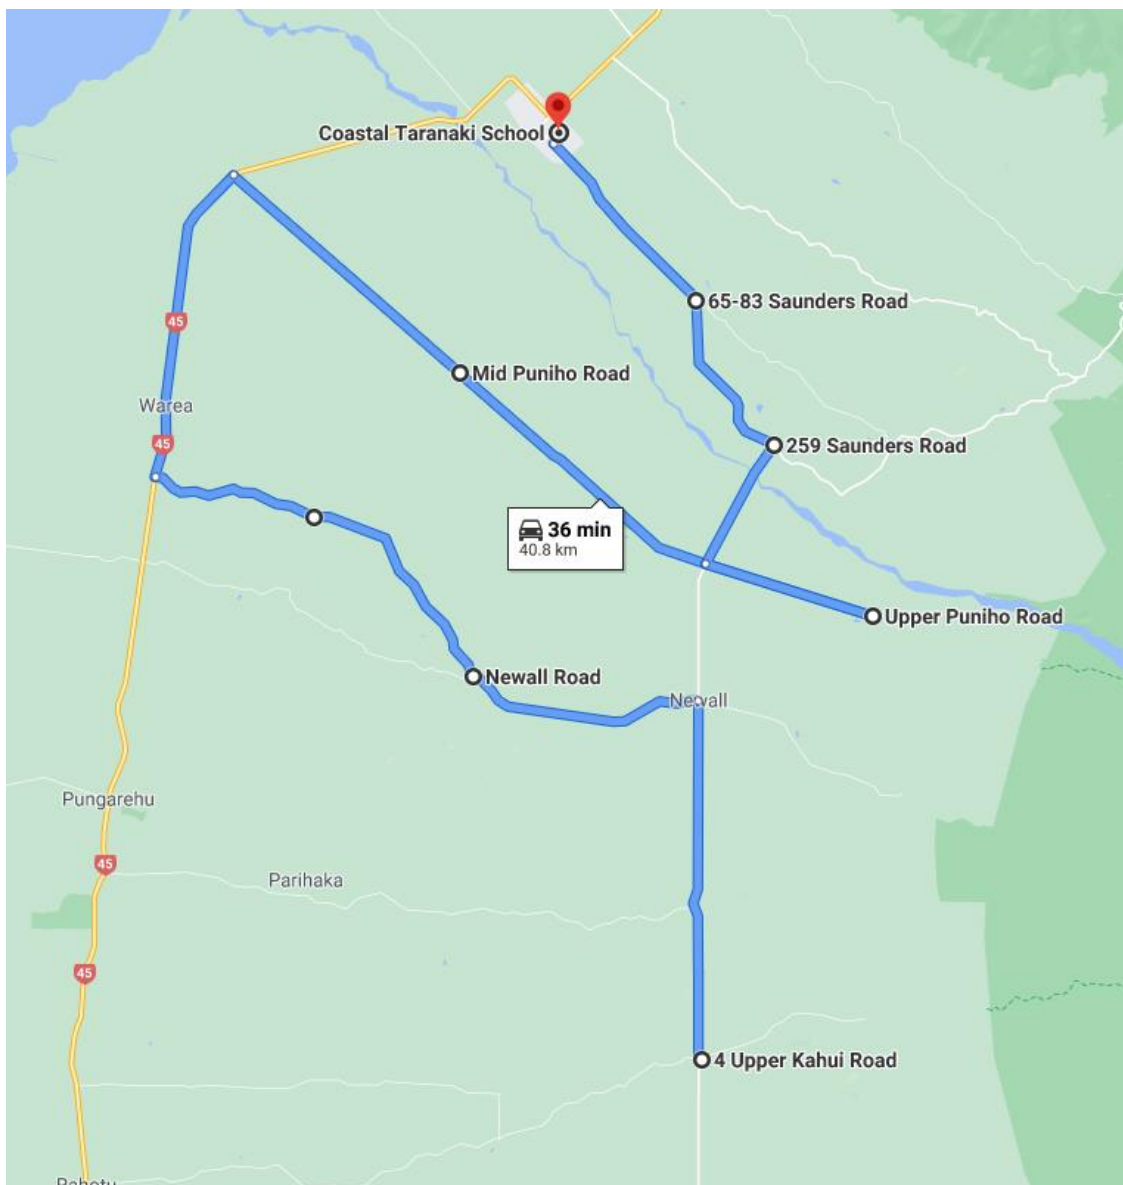 Coastal Taranaki School
65-83 Saunders Road
45
Mid Puniho Road
Warea
45
259 Saunders Road
36 min
40.8 km
Upper Puniho Road
Newall Road
Newall
Pungarehu
45
Parihaka
45
4 Upper Kahui Road